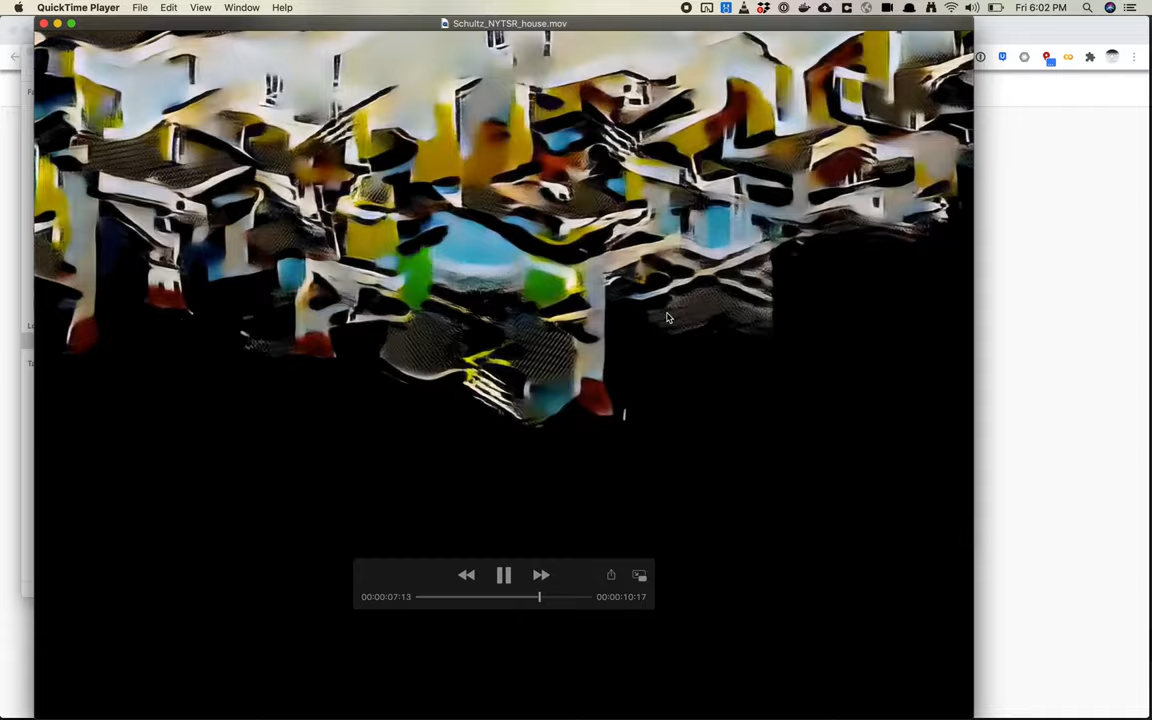 QuickTime Player File Edit View Window Help Fri 6:02 PM
Schultz_NYTSR_house.mov
00:00:07:13 00:00:10:17